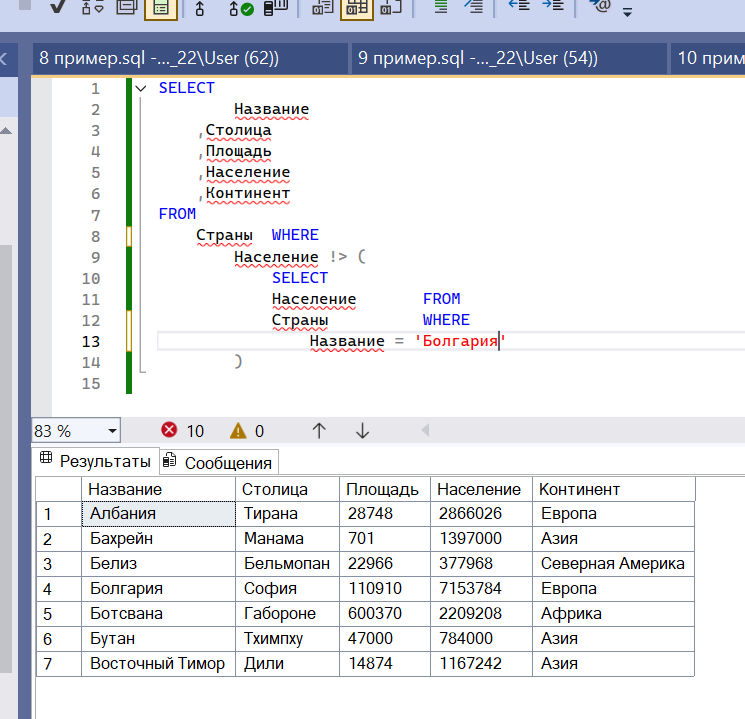 8 пример.sql -..._22\User (62))
9 пример.sql -..._22\User (54))
10 прим
1 SELECT
2 Название
3 ,Столица
4 ,Площадь
5 ,Население
6 ,Континент
7 FROM
8 Страны WHERE
9 Население !> (
10 SELECT
11 Население FROM
12 Страны WHERE
13 Название = 'Болгария'
14 )
15
83 % 10 0
Результаты Сообщения
Название Столица Площадь Население Континент
1 Албания Тирана 28748 2866026 Европа
2 Бахрейн Манама 701 1397000 Азия
3 Белиз Бельмопан 22966 377968 Северная Америка
4 Болгария София 110910 7153784 Европа
5 Ботсвана Габороне 600370 2209208 Африка
6 Бутан Тхимпху 47000 784000 Азия
7 Восточный Тимор Дили 14874 1167242 Азия